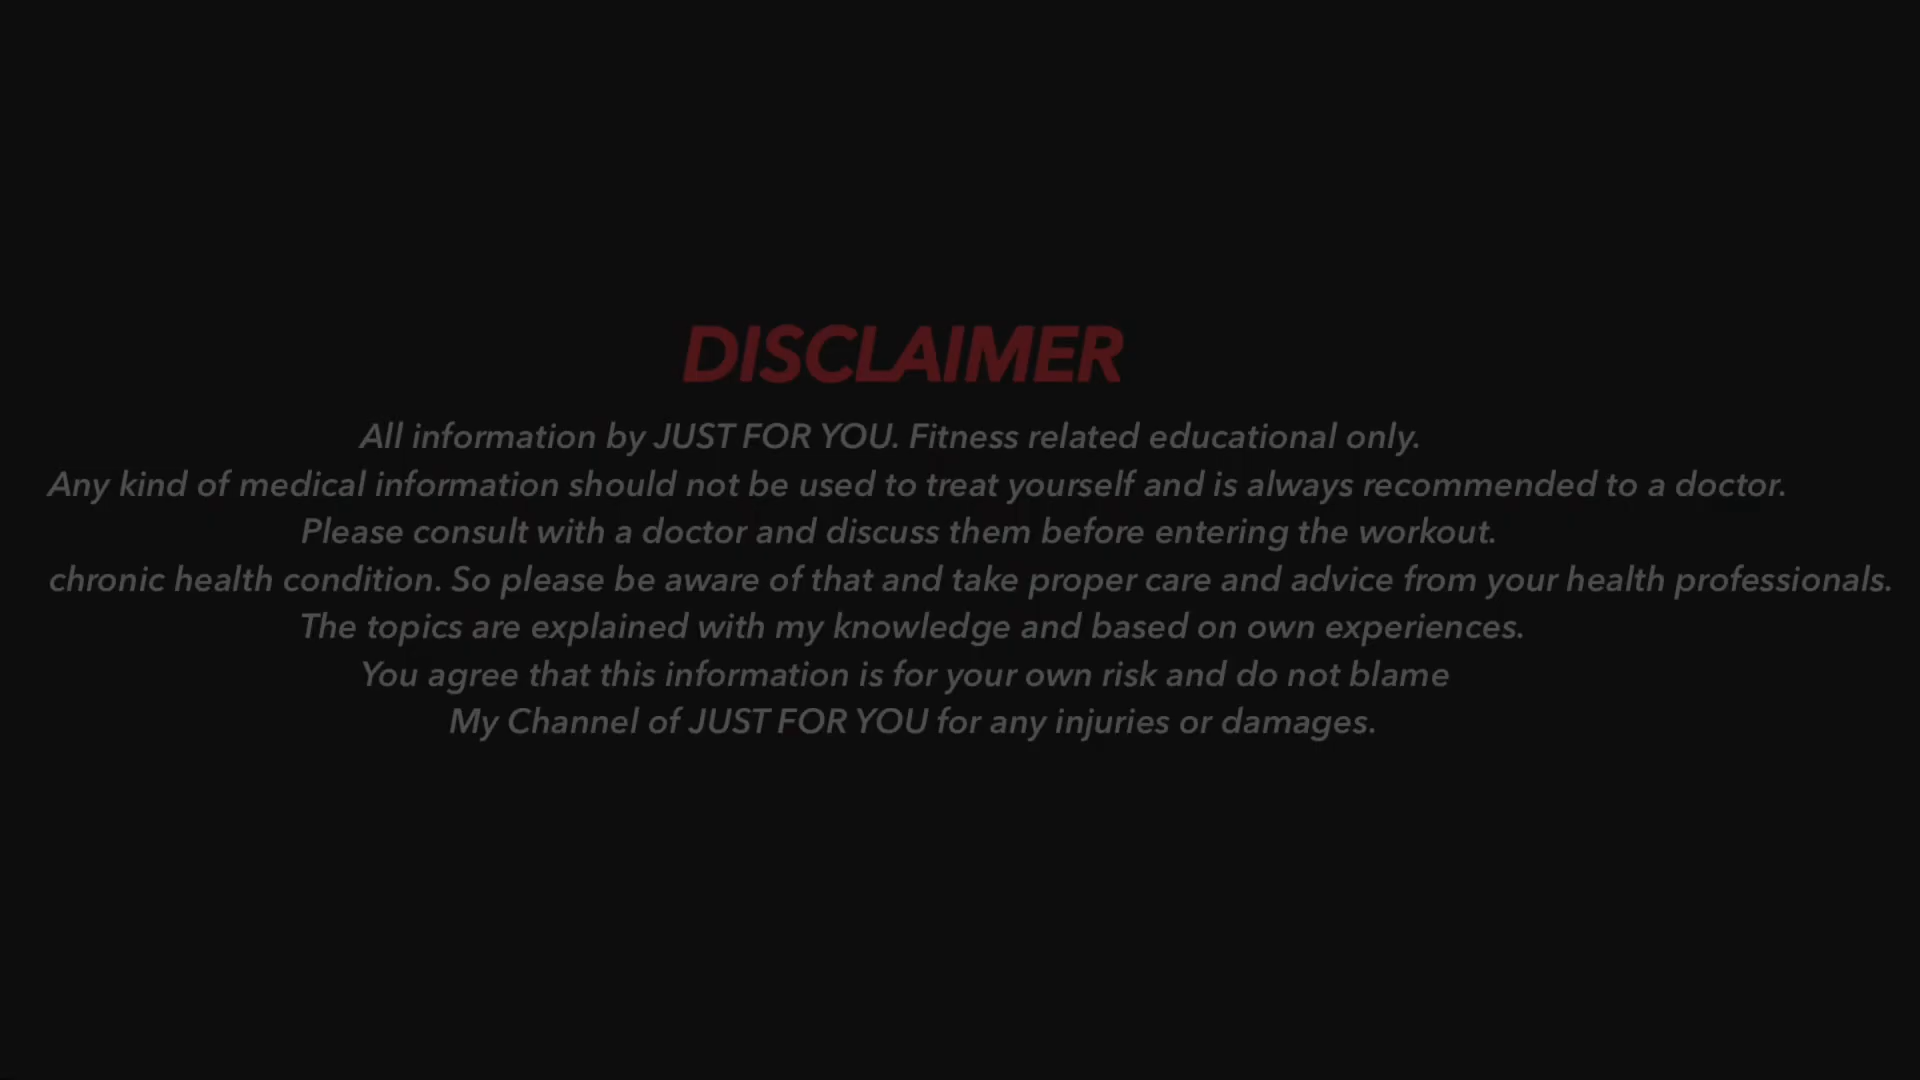 DISCLAIMER
All information by JUST FOR YOU. Fitness related educational only.
Any kind of medical information should not be used to treat yourself and is always recommended to a doctor.
Please consult with a doctor and discuss them before entering the workout.
chronic health condition. So please be aware of that and take proper care and advice from your health professionals.
The topics are explained with my knowledge and based on own experiences.
You agree that this information is for your own risk and do not blame
My Channel of JUST FOR YOU for any injuries or damages.